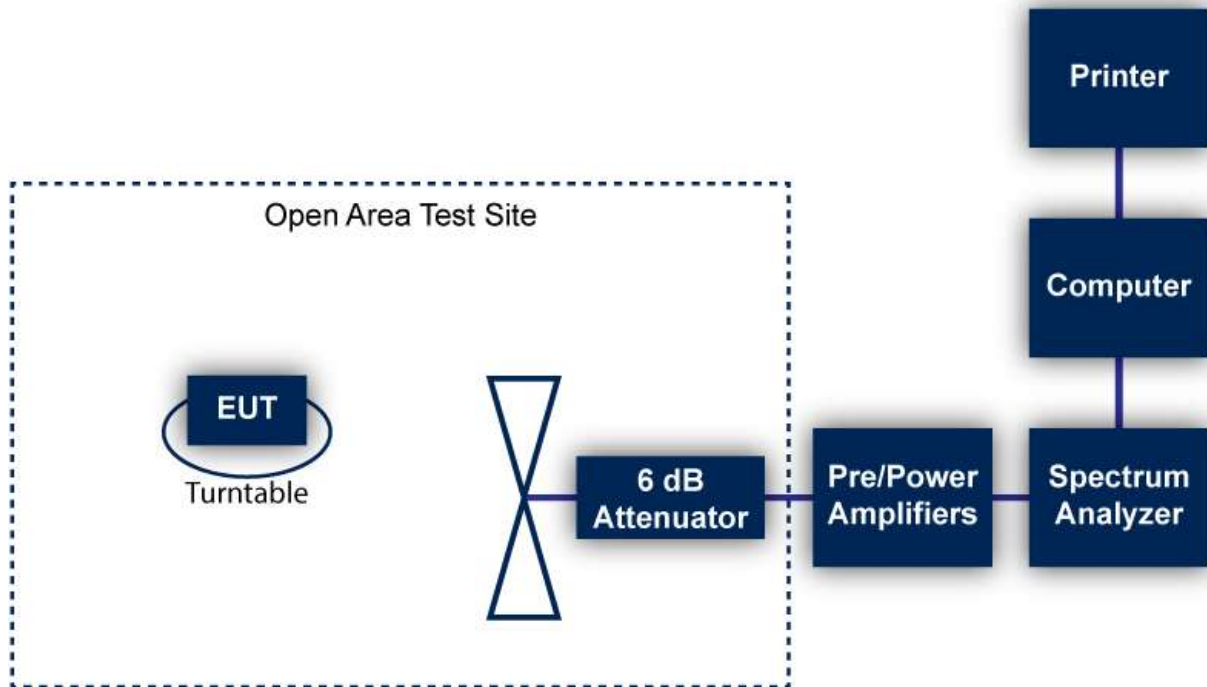 Printer
Open Area Test Site
Computer
EUT
Turntable
6 dB
Attenuator
Pre/Power
Amplifiers
Spectrum
Analyzer